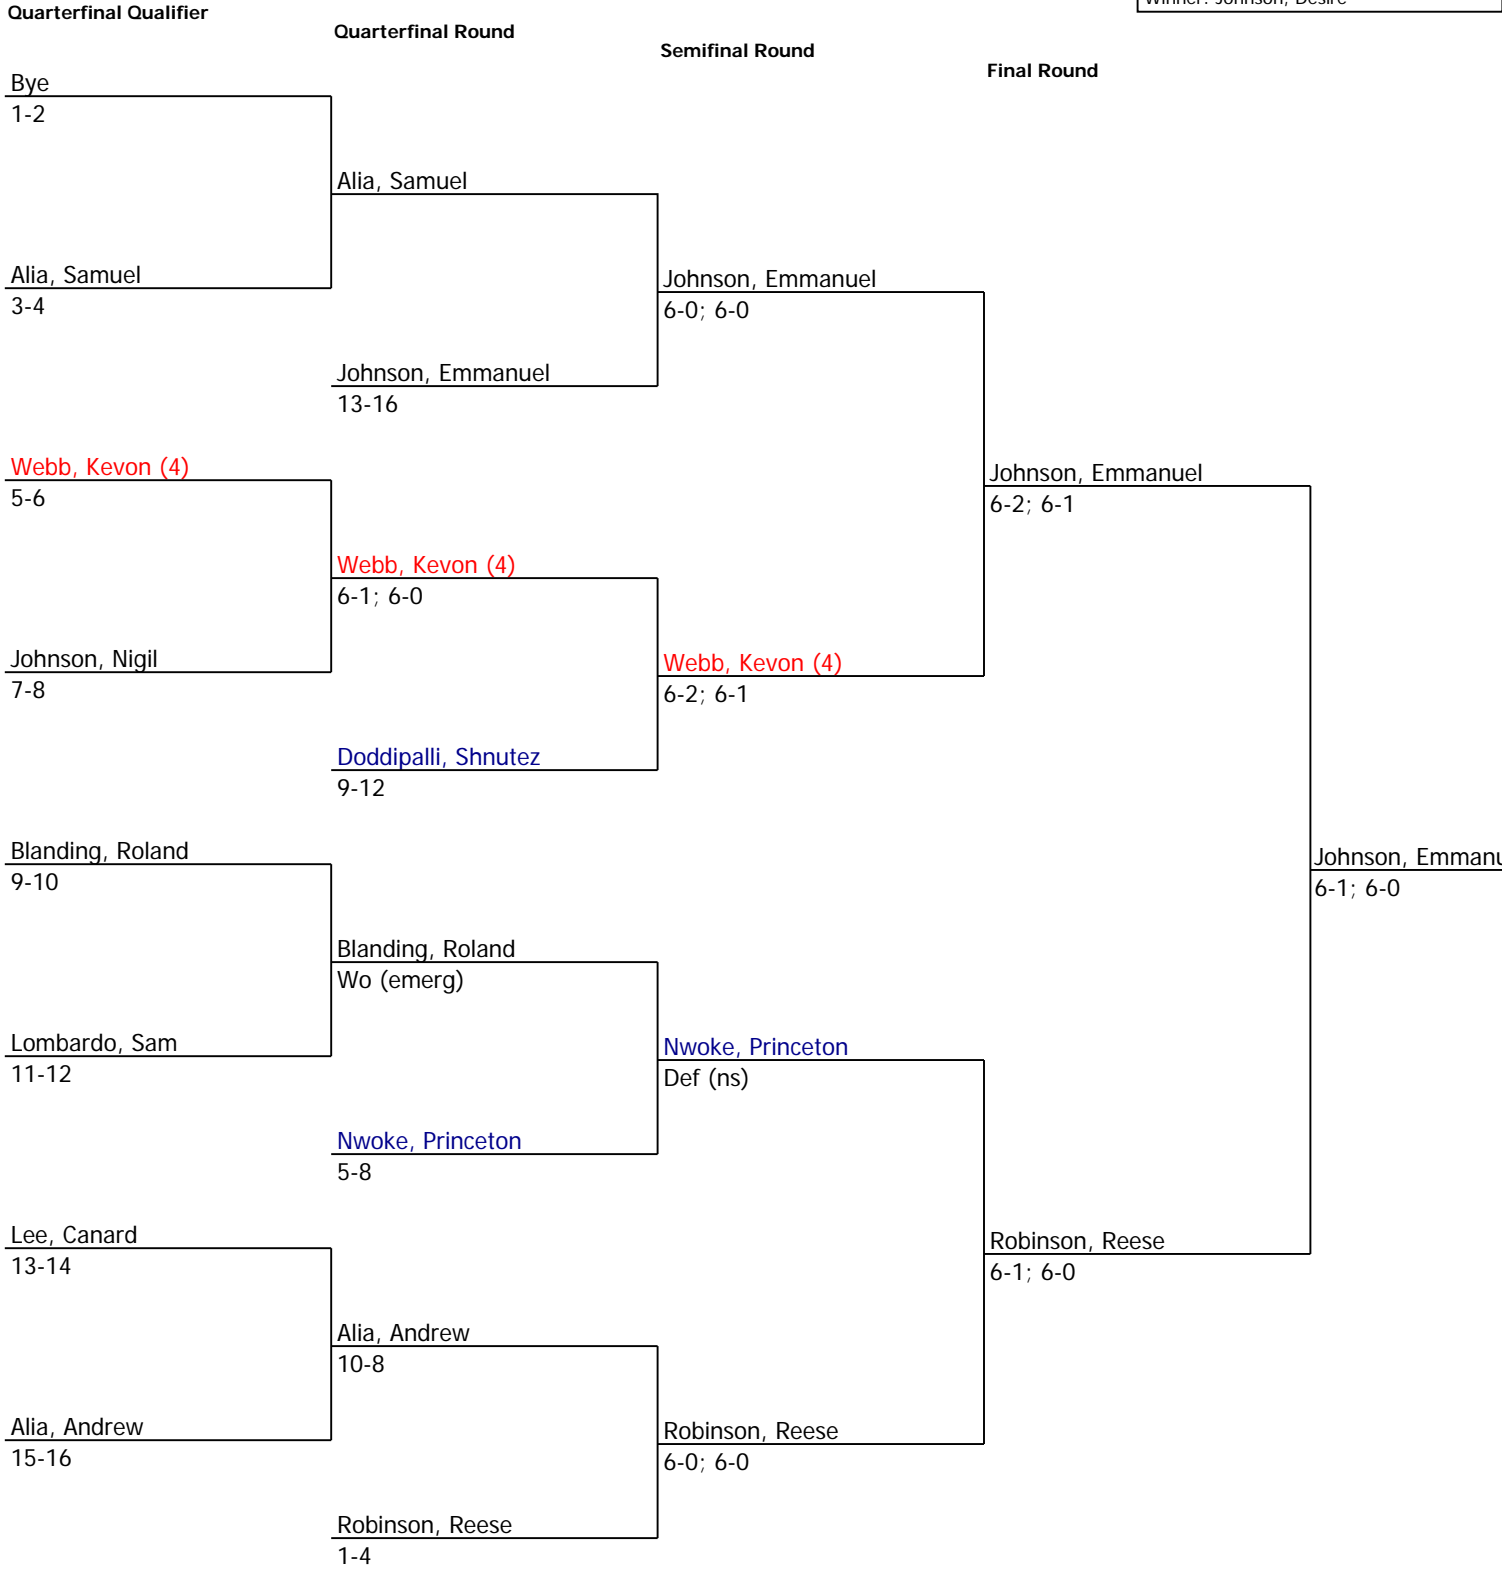 Winner: Johnson, Desire
Quarterfinal Qualifier
Quarterfinal Round
Semifinal Round
Final Round
Bye
1-2
Alia, Samuel
Alia, Samuel
3-4
Johnson, Emmanuel
6-0; 6-0
Johnson, Emmanuel
13-16
Webb, Kevon (4)
5-6
Johnson, Emmanuel
6-2; 6-1
Webb, Kevon (4)
6-1; 6-0
Johnson, Nigil
7-8
Webb, Kevon (4)
6-2; 6-1
Doddipalli, Shnutez
9-12
Blanding, Roland
9-10
Johnson, Emmanu
6-1; 6-0
Blanding, Roland
Wo (emerg)
Lombardo, Sam
11-12
Nwoke, Princeton
Def (ns)
Nwoke, Princeton
5-8
Lee, Canard
13-14
Robinson, Reese
6-1; 6-0
Alia, Andrew
10-8
Alia, Andrew
15-16
Robinson, Reese
6-0; 6-0
Robinson, Reese
1-4